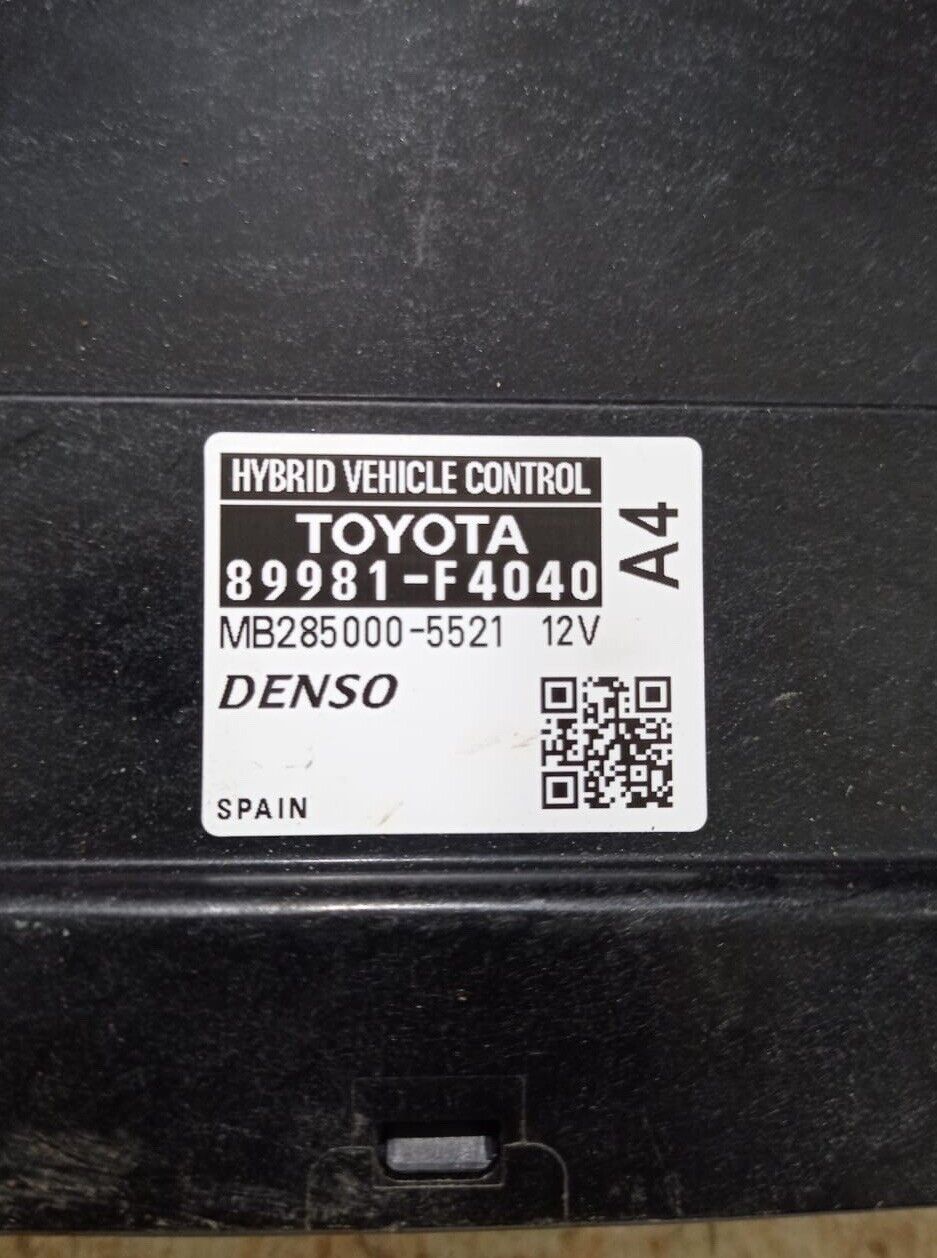 HYBRID VEHICLE CONTROL
TOYOTA
89981-F4040
A4
MB285000-5521 12V
DENSO
SPAIN